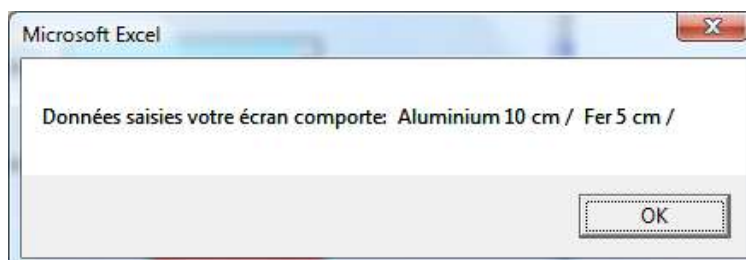 Microsoft Excel
Données saisies votre écran comporte: Aluminium 10 cm / Fer 5 cm /
OK